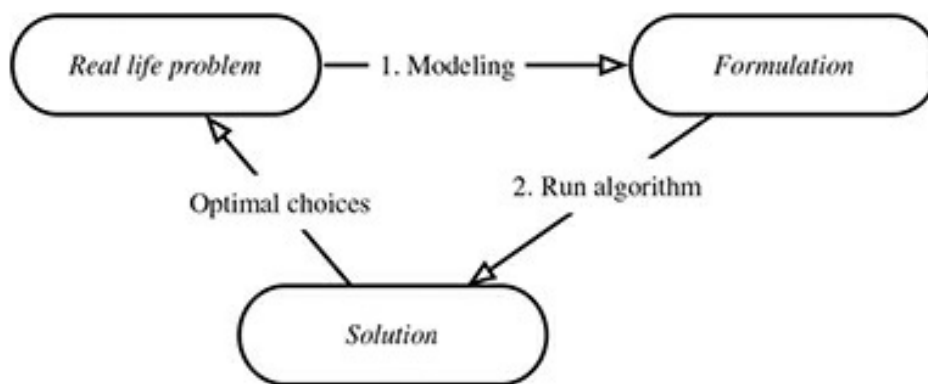 Real life problem
1. Modeling
Formulation
Optimal choices
2. Run algorithm
Solution